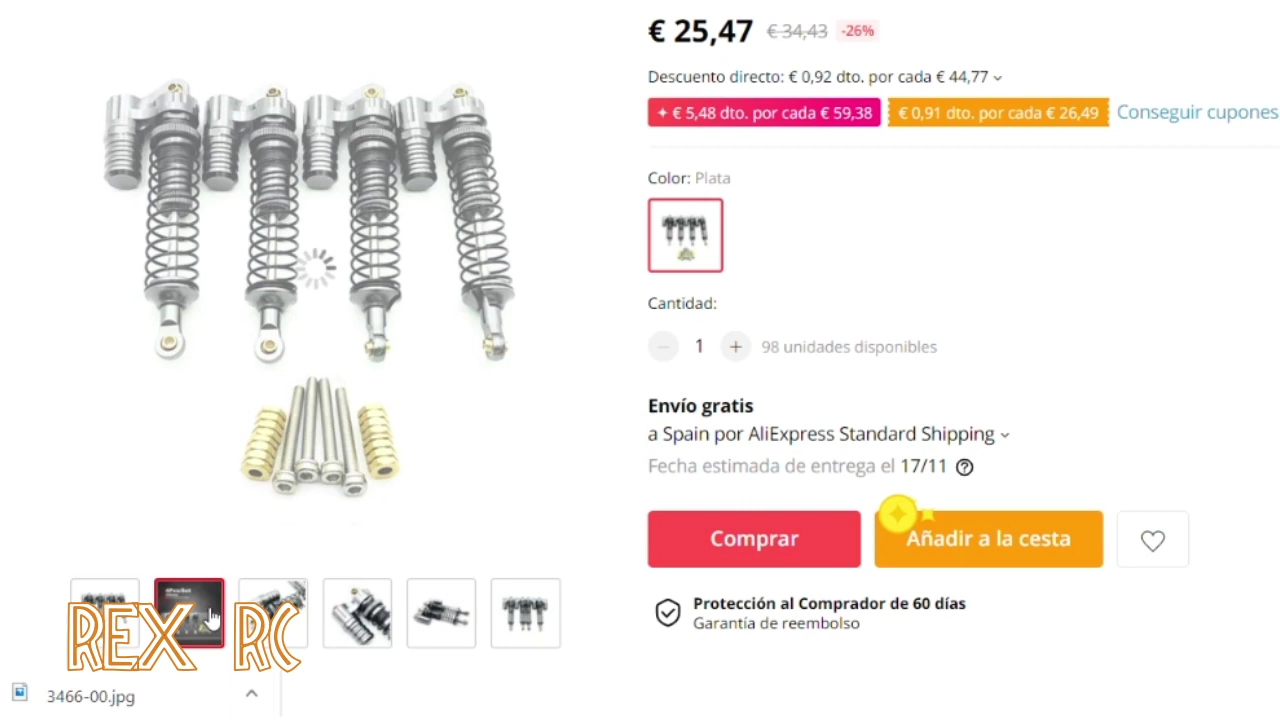 € 25,47 € 34,43 -26%
Descuento directo: € 0,92 dto. por cada € 44,77
€ 5,48 dto. por cada € 59,38 € 0,91 dto. por cada € 26,49 Conseguir cupones
Color: Plata
Cantidad:
1 98 unidades disponibles
Envío gratis
a Spain por AliExpress Standard Shipping
Fecha estimada de entrega el 17/11
Comprar Añadir a la cesta
Protección al Comprador de 60 días
Garantía de reembolso
REX RC
3466-00.jpg